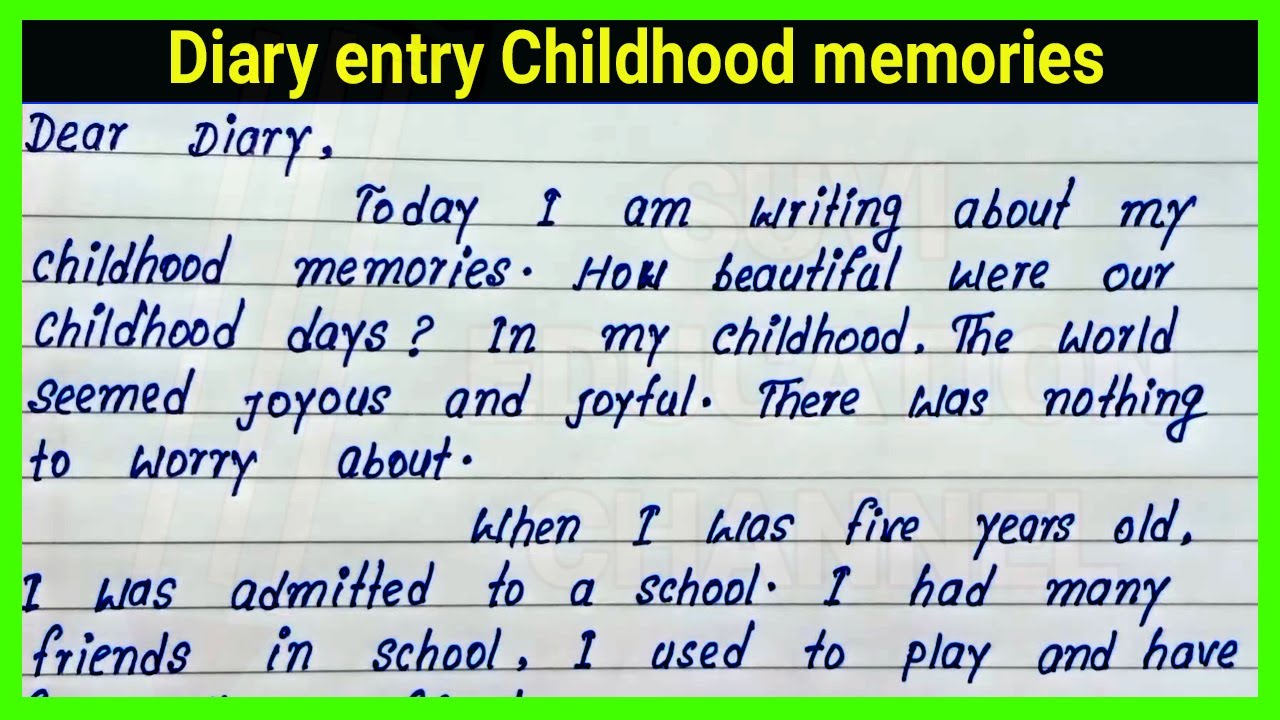 Diary entry Childhood memories
Dear Diary,
Today I am writing about my
childhood memories. How beautiful were our
childhood days? In my childhood. The world
seemed joyous and joyful. There was nothing
to worry about.
When I was five years old,
I was admitted to a school. I had many
friends in school, I used to play and have
SUVI
EDUCATION
CHANNEL